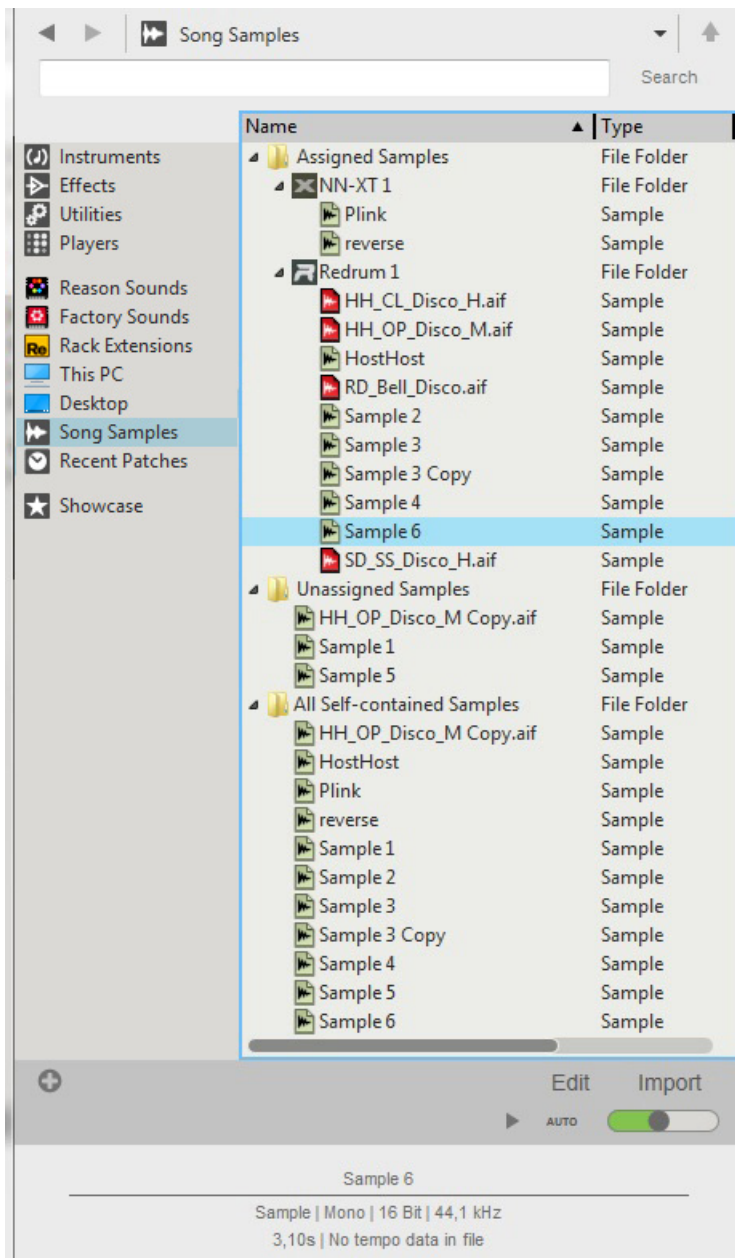 Song Samples
Search
Name Type
Instruments
Effects
Utilities
Players
Reason Sounds
Factory Sounds
Re Rack Extensions
This PC
Desktop
Song Samples
Recent Patches
Showcase
Assigned Samples File Folder
NN-XT 1 File Folder
Plink Sample
reverse Sample
Redrum 1 File Folder
HH_CL_Disco_H.aif Sample
HH_OP_Disco_M.aif Sample
HostHost Sample
RD_Bell_Disco.aif Sample
Sample 2 Sample
Sample 3 Sample
Sample 3 Copy Sample
Sample 4 Sample
Sample 6 Sample
SD_SS_Disco_H.aif Sample
Unassigned Samples File Folder
HH_OP_Disco_M Copy.aif Sample
Sample 1 Sample
Sample 5 Sample
All Self-contained Samples File Folder
HH_OP_Disco_M Copy.aif Sample
HostHost Sample
Plink Sample
reverse Sample
Sample 1 Sample
Sample 2 Sample
Sample 3 Sample
Sample 3 Copy Sample
Sample 4 Sample
Sample 5 Sample
Sample 6 Sample
Edit Import
AUTO
Sample 6
Sample | Mono | 16 Bit | 44,1 kHz
3,10s | No tempo data in file